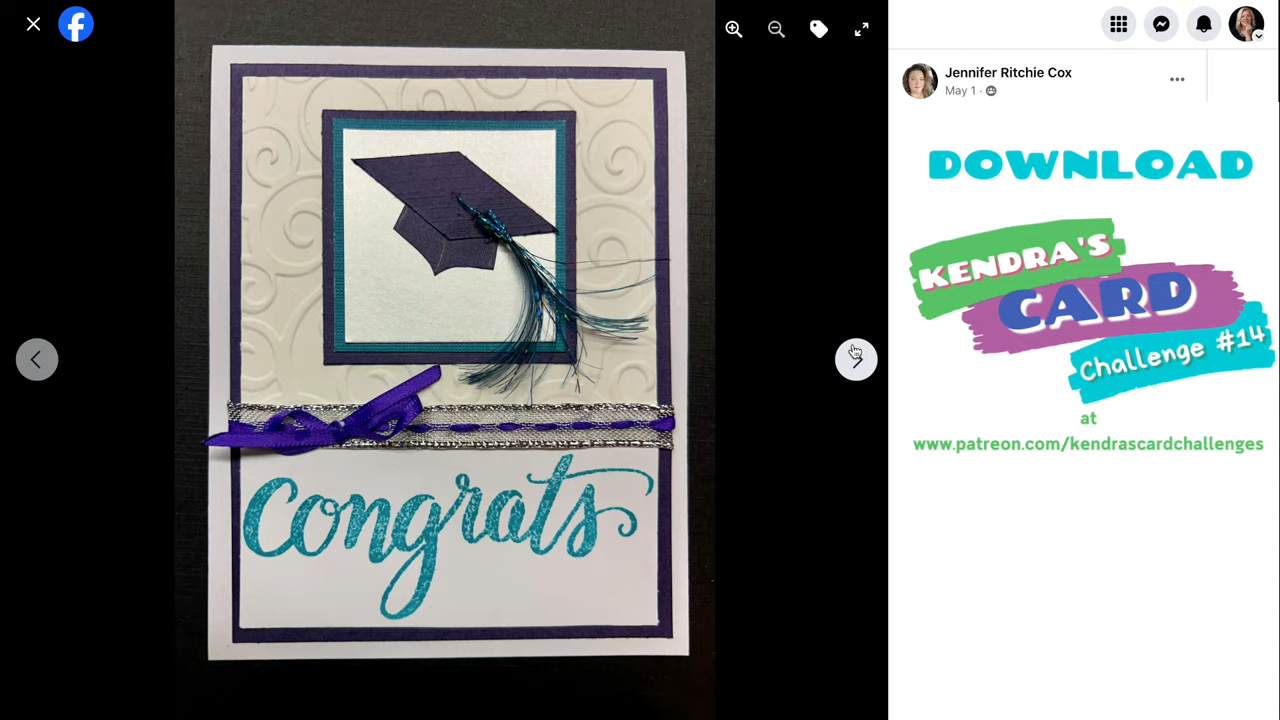 Congrats
Jennifer Ritchie Cox
May 1 ·
DOWNLOAD
KENDRA'S
CARD
Challenge #14
at
www.patreon.com/kendrascardchallenges